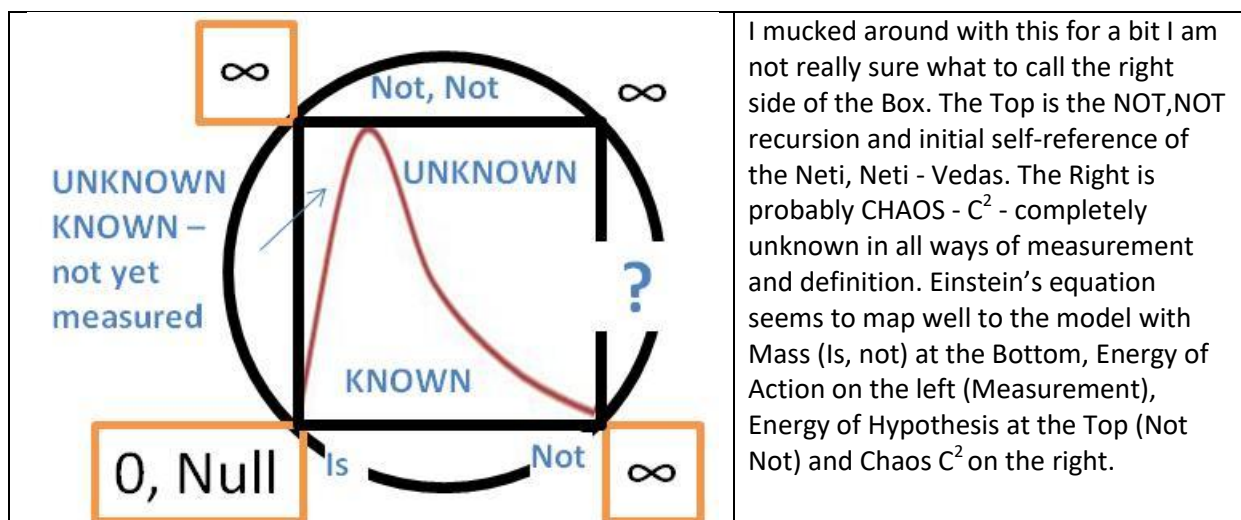 ∞
Not, Not
∞
UNKNOWN
KNOWN –
not yet
measured
UNKNOWN
?
KNOWN
0, Null
Is
Not
∞
I mucked around with this for a bit I am
not really sure what to call the right
side of the Box. The Top is the NOT,NOT
recursion and initial self-reference of
the Neti, Neti - Vedas. The Right is
probably CHAOS - C² - completely
unknown in all ways of measurement
and definition. Einstein’s equation
seems to map well to the model with
Mass (Is, not) at the Bottom, Energy of
Action on the left (Measurement),
Energy of Hypothesis at the Top (Not
Not) and Chaos C² on the right.